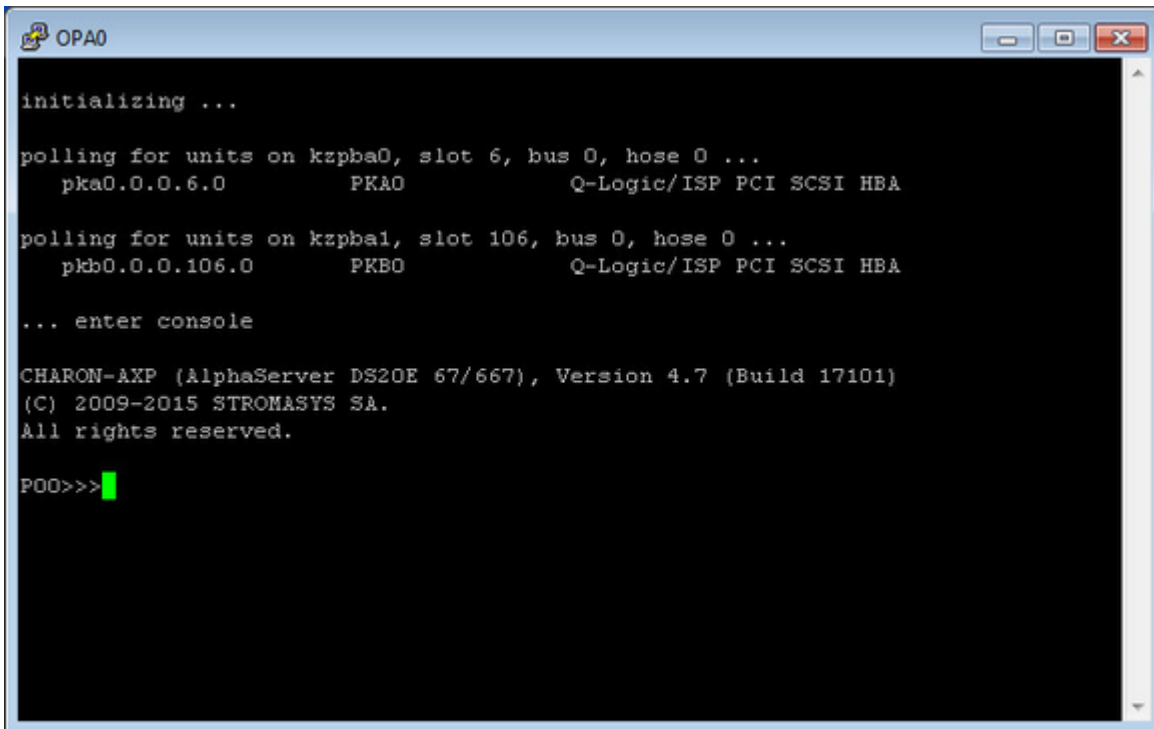 OPA0
initializing ...
polling for units on kzpba0, slot 6, bus 0, hose 0 ...
pka0.0.0.6.0 PKA0 Q-Logic/ISP PCI SCSI HBA
polling for units on kzpba1, slot 106, bus 0, hose 0 ...
pkb0.0.0.106.0 PKB0 Q-Logic/ISP PCI SCSI HBA
... enter console
CHARON-AXP (AlphaServer DS20E 67/667), Version 4.7 (Build 17101)
(C) 2009-2015 STROMASYS SA.
All rights reserved.
P00>>>